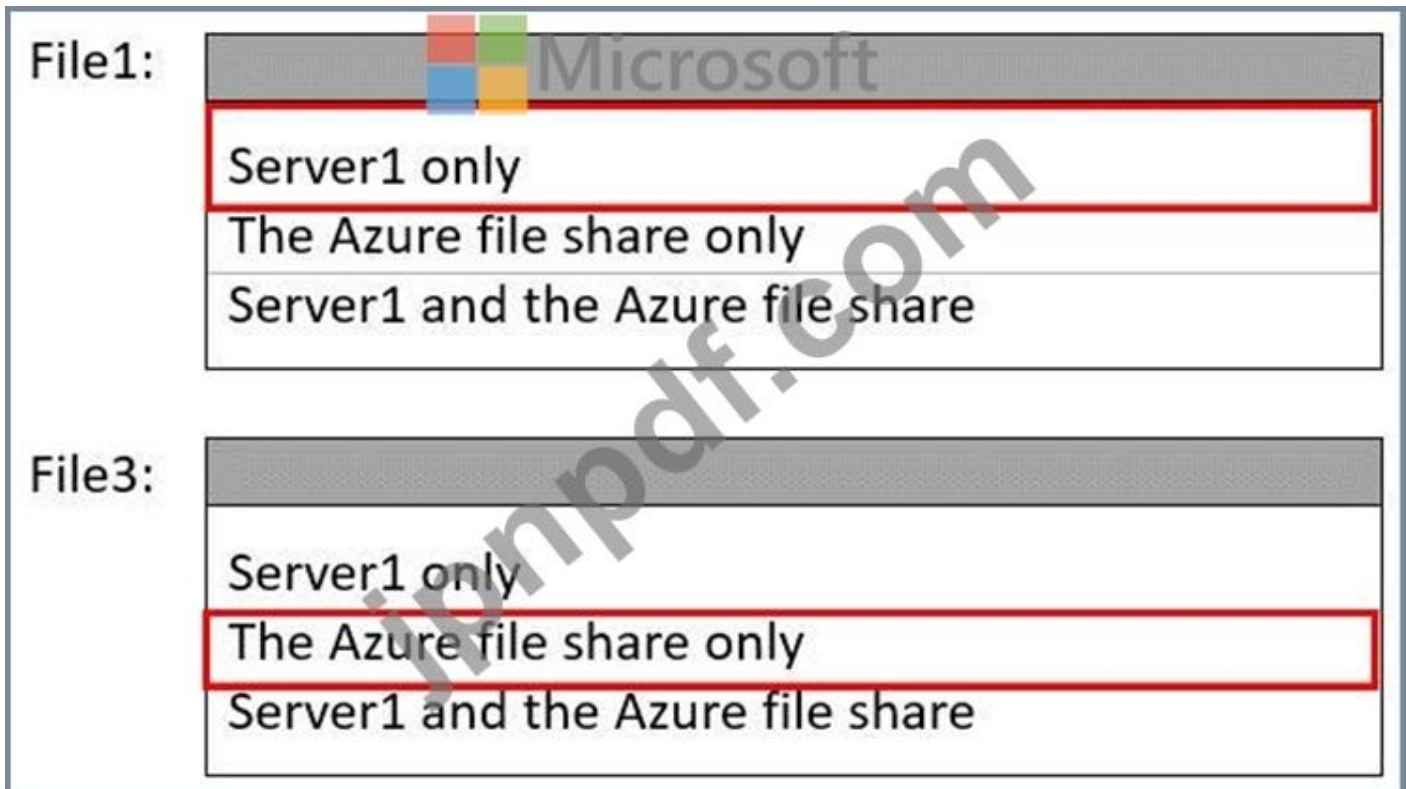 Microsoft
File1:
Server1 only
The Azure file share only
Server1 and the Azure file share
File3:
Server1 only
The Azure file share only
Server1 and the Azure file share
jpnpdf.com